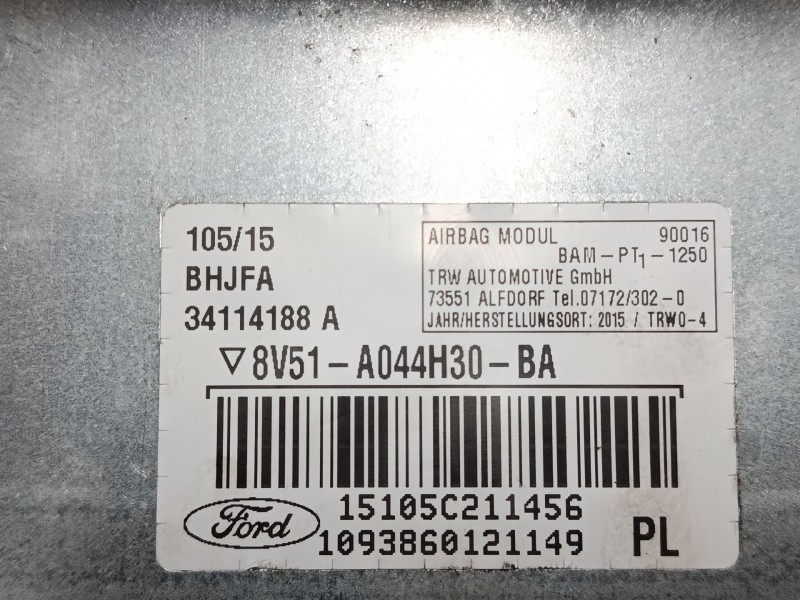 105/15
BHJFA
34114188 A
AIRBAG MODUL 90016
BAM-PT1-1250
TRW AUTOMOTIVE GmbH
73551 ALFDORF Tel.07172/302-0
JAHR/HERSTELLUNGSORT: 2015 / TRWO-4
▽8V51-A044H30-BA
15105C211456
Ford
1093860121149 PL